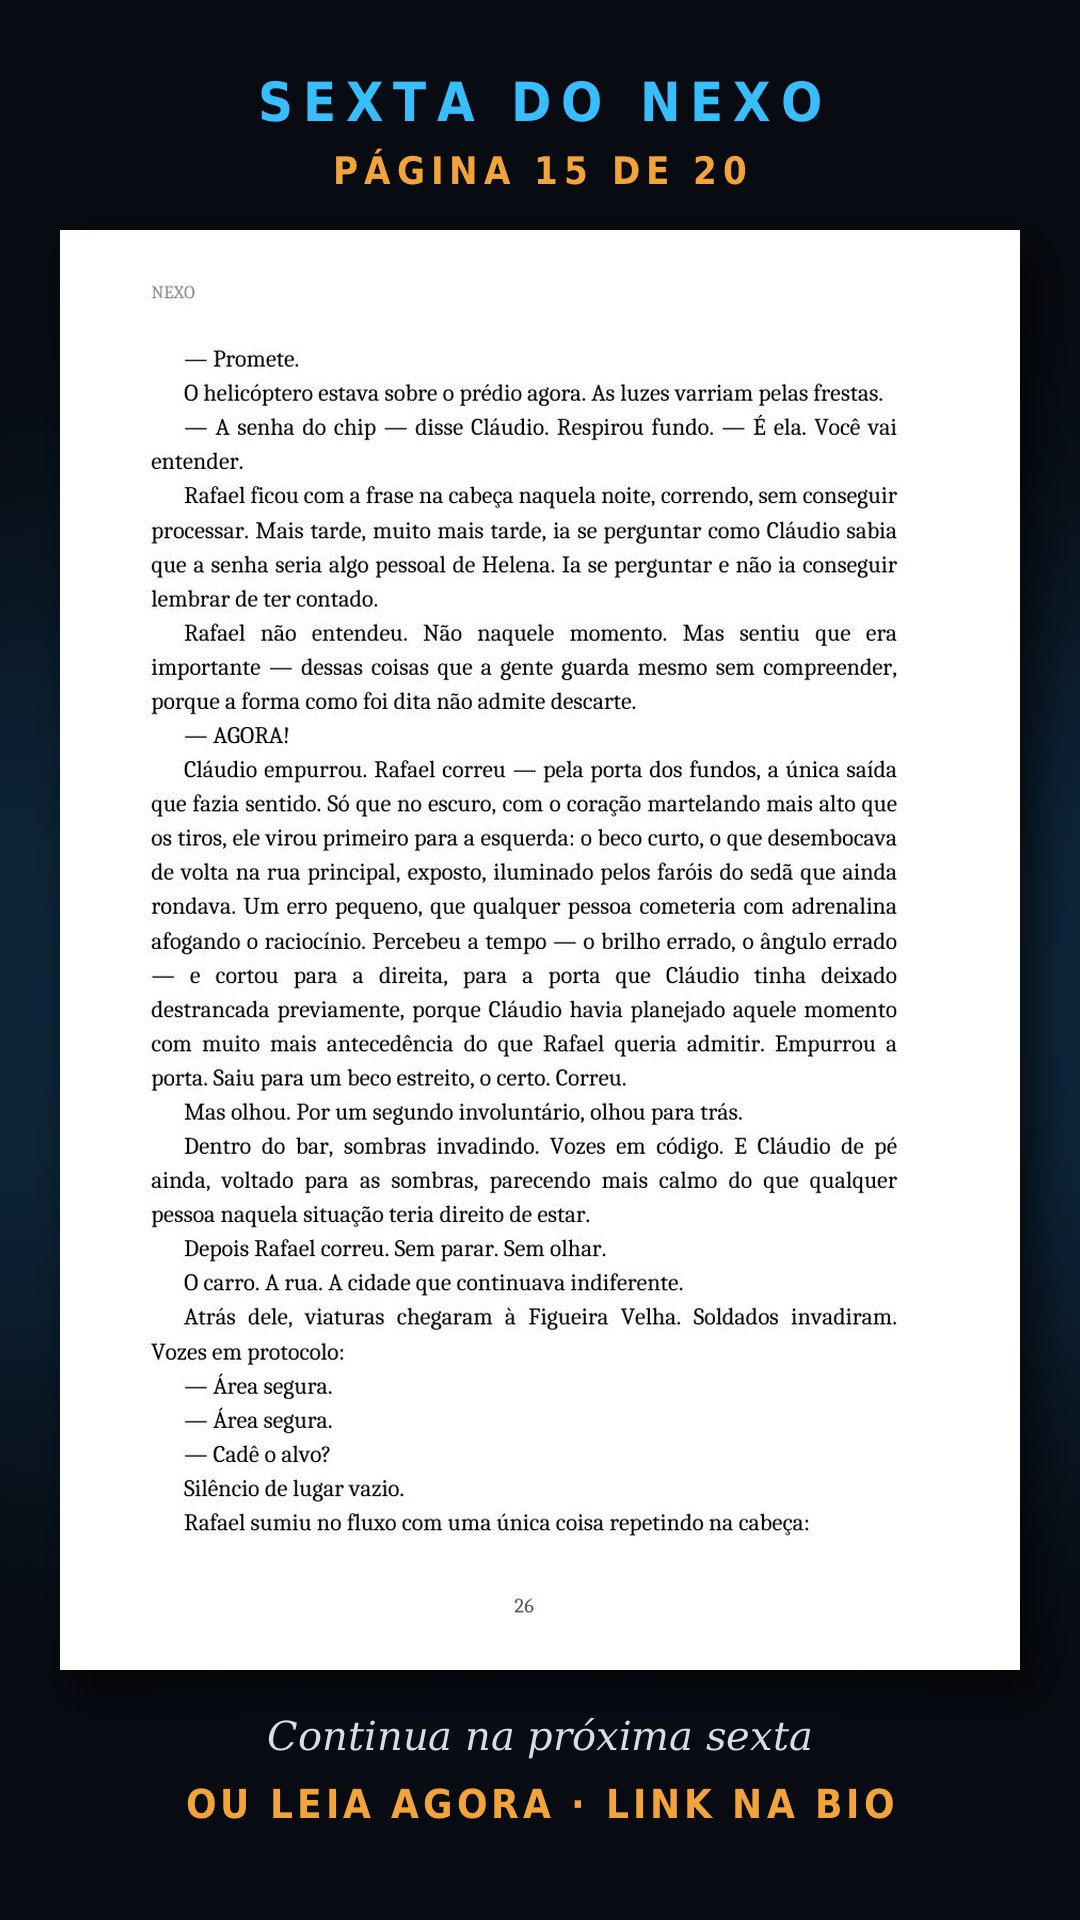 SEXTA DO NEXO
PÁGINA 15 DE 20
NEXO
— Promete.
O helicóptero estava sobre o prédio agora. As luzes varriam pelas frestas.
— A senha do chip — disse Cláudio. Respirou fundo. — É ela. Você vai
entender.
Rafael ficou com a frase na cabeça naquela noite, correndo, sem conseguir
processar. Mais tarde, muito mais tarde, ia se perguntar como Cláudio sabia
que a senha seria algo pessoal de Helena. Ia se perguntar e não ia conseguir
lembrar de ter contado.
Rafael não entendeu. Não naquele momento. Mas sentiu que era
importante — dessas coisas que a gente guarda mesmo sem compreender,
porque a forma como foi dita não admite descarte.
— AGORA!
Cláudio empurrou. Rafael correu — pela porta dos fundos, a única saída
que fazia sentido. Só que no escuro, com o coração martelando mais alto que
os tiros, ele virou primeiro para a esquerda: o beco curto, o que desembocava
de volta na rua principal, exposto, iluminado pelos faróis do sedã que ainda
rondava. Um erro pequeno, que qualquer pessoa cometeria com adrenalina
afogando o raciocínio. Percebeu a tempo — o brilho errado, o ângulo errado
— e cortou para a direita, para a porta que Cláudio tinha deixado
destrancada previamente, porque Cláudio havia planejado aquele momento
com muito mais antecedência do que Rafael queria admitir. Empurrou a
porta. Saiu para um beco estreito, o certo. Correu.
Mas olhou. Por um segundo involuntário, olhou para trás.
Dentro do bar, sombras invadindo. Vozes em código. E Cláudio de pé
ainda, voltado para as sombras, parecendo mais calmo do que qualquer
pessoa naquela situação teria direito de estar.
Depois Rafael correu. Sem parar. Sem olhar.
O carro. A rua. A cidade que continuava indiferente.
Atrás dele, viaturas chegaram à Figueira Velha. Soldados invadiram.
Vozes em protocolo:
— Área segura.
— Área segura.
— Cadê o alvo?
Silêncio de lugar vazio.
Rafael sumiu no fluxo com uma única coisa repetindo na cabeça:
26
Continua na próxima sexta
OU LEIA AGORA · LINK NA BIO